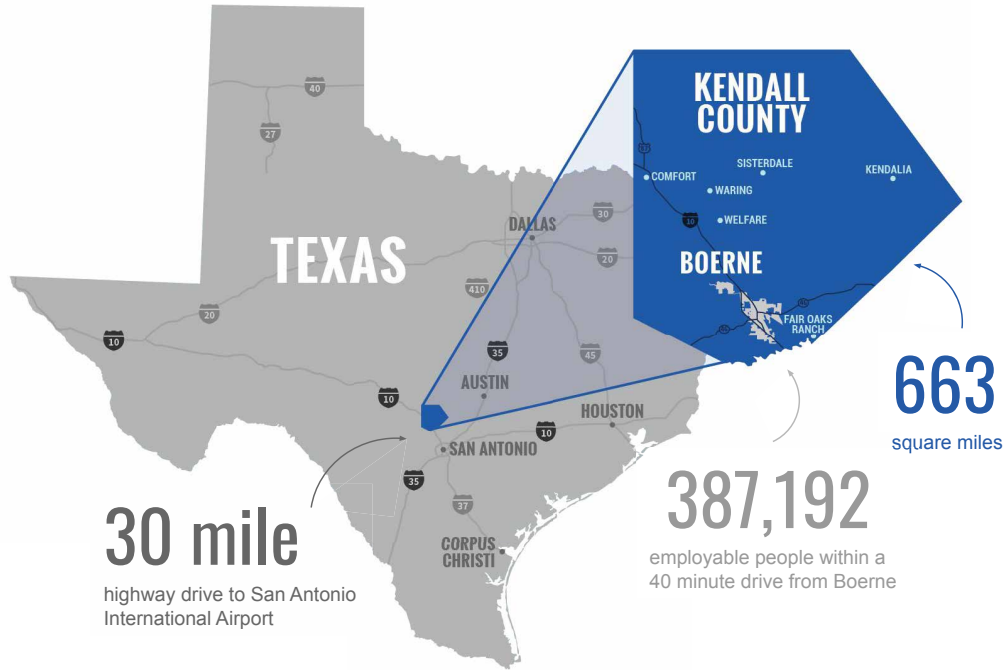 TEXAS
40
27
30
DALLAS
20
410
20
10
35
45
AUSTIN
10
HOUSTON
10
SAN ANTONIO
35
37
CORPUS
CHRISTI
KENDALL
COUNTY
SISTERDALE
KENDALIA
COMFORT
WARING
10
WELFARE
BOERNE
FAIR OAKS
RANCH
663
square miles
387,192
employable people within a
40 minute drive from Boerne
30 mile
highway drive to San Antonio
International Airport